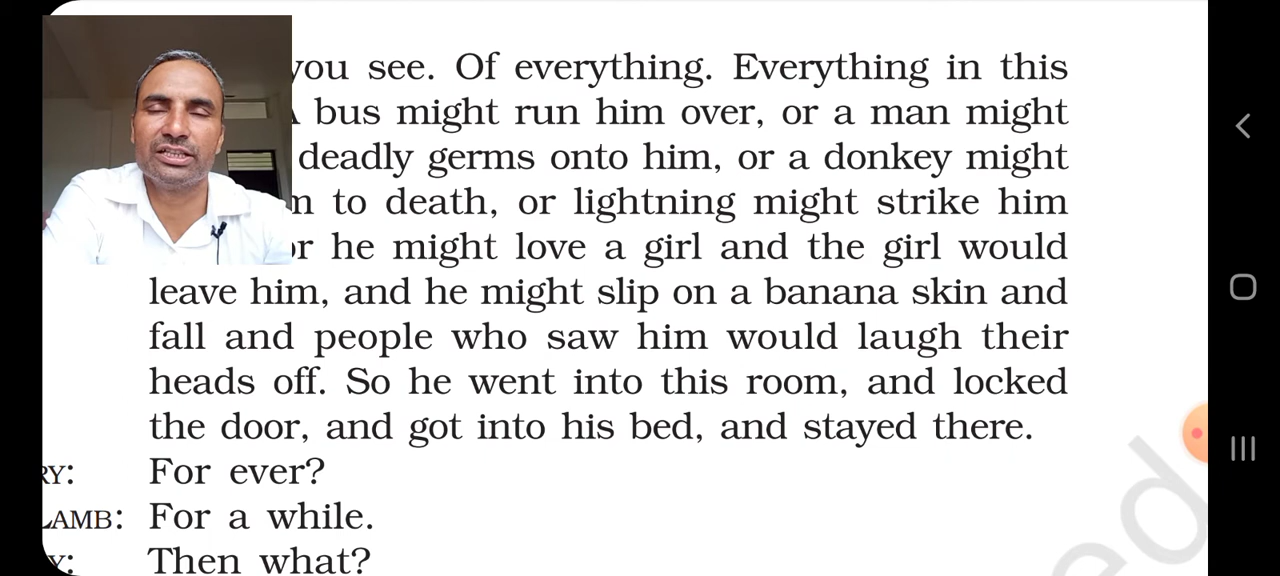 you see. Of everything. Everything in this
bus might run him over, or a man might
deadly germs onto him, or a donkey might
to death, or lightning might strike him
he might love a girl and the girl would
leave him, and he might slip on a banana skin and
fall and people who saw him would laugh their
heads off. So he went into this room, and locked
the door, and got into his bed, and stayed there.
RY: For ever?
LAMB: For a while.
Y: Then what?
ed